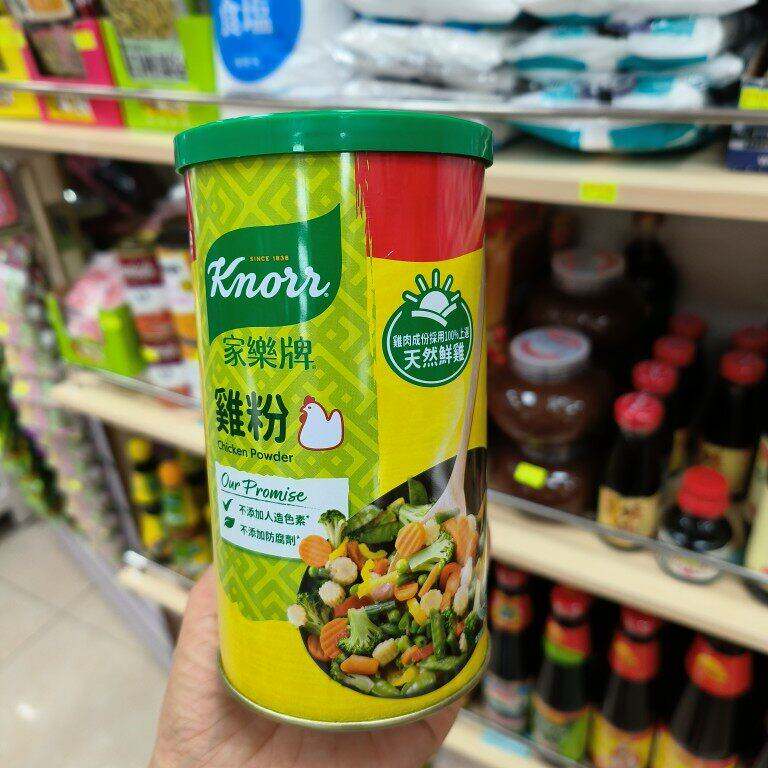 食塩
SINCE 1838
Knorr
家樂牌
雞粉
Chicken Powder
Our Promise
不添加人造色素*
不添加防腐劑^
雞肉成份採用100%上選
天然鮮雞